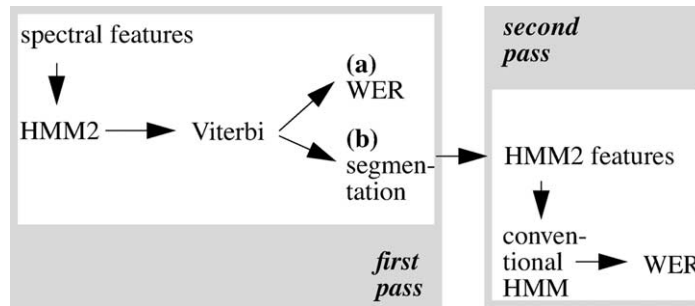 spectral features
HMM2
Viterbi
(a)
WER
(b)
segmen-
tation
first
pass
second
pass
HMM2 features
conven-
tional
HMM
WER